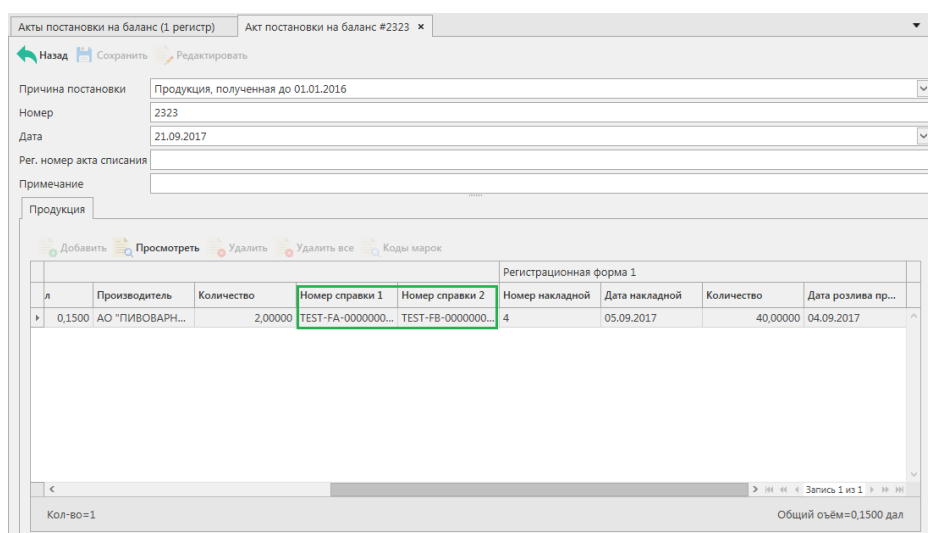 Акты постановки на баланс (1 регистр) Акт постановки на баланс #2323 ×
Назад Сохранить Редактировать
Причина постановки Продукция, полученная до 01.01.2016
Номер 2323
Дата 21.09.2017
Рег. номер акта списания
Примечание
Продукция
Добавить Просмотреть Удалить Удалить все Коды марок
Регистрационная форма 1
л Производитель Количество Номер справки 1 Номер справки 2 Номер накладной Дата накладной Количество Дата розлива пр...
0,1500 АО "ПИВОВАРН... 2,00000 TEST-FA-0000000... TEST-FB-0000000... 4 05.09.2017 40,00000 04.09.2017
Запись 1 из 1
Кол-во=1 Общий оъём=0,1500 дал